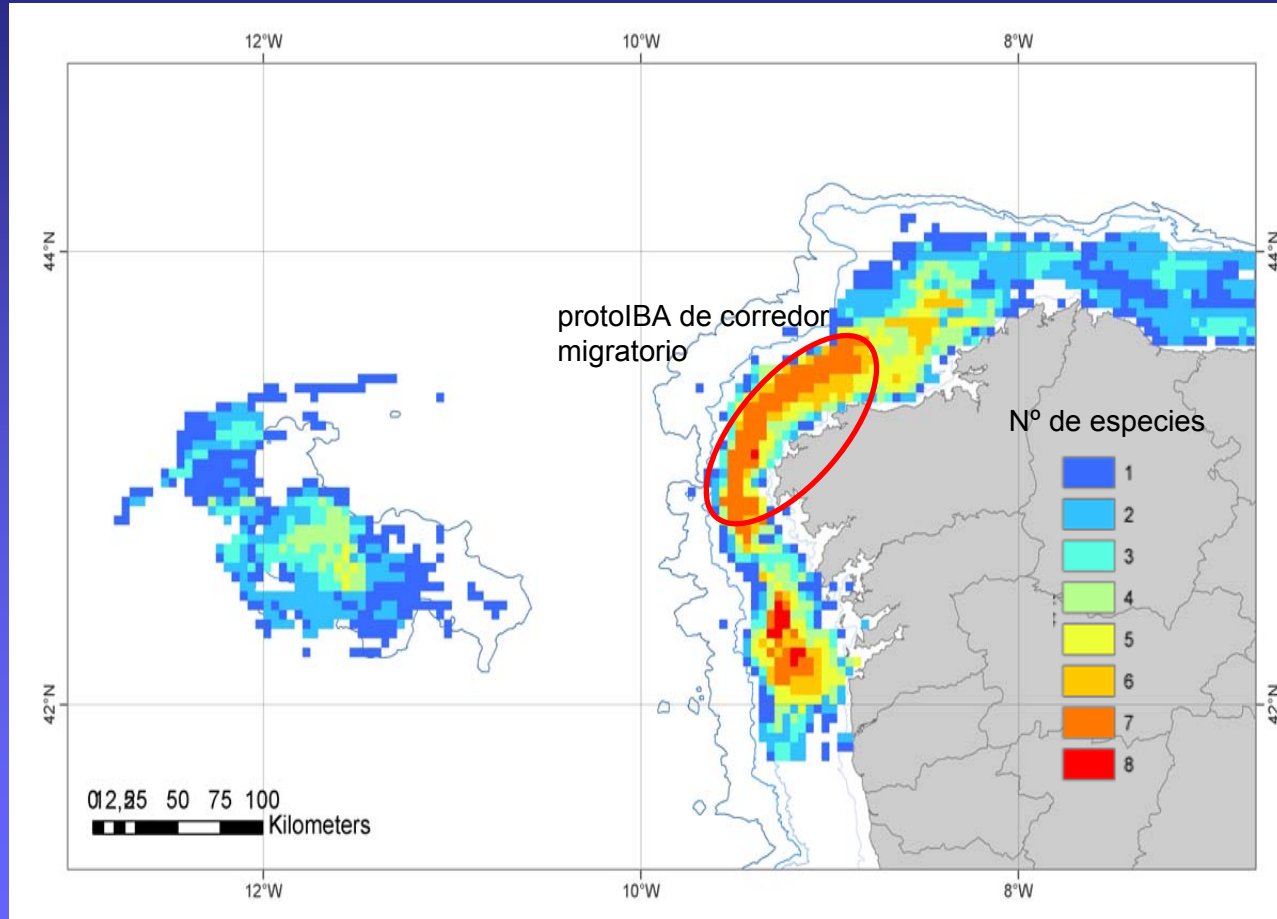 12°W
10°W
8°W
44°N
44°N
protoIBA de corredor
migratorio
Nº de especies
1
2
3
4
5
6
7
8
42°N
42°N
0 12,5 25 50 75 100
Kilometers
12°W
10°W
8°W